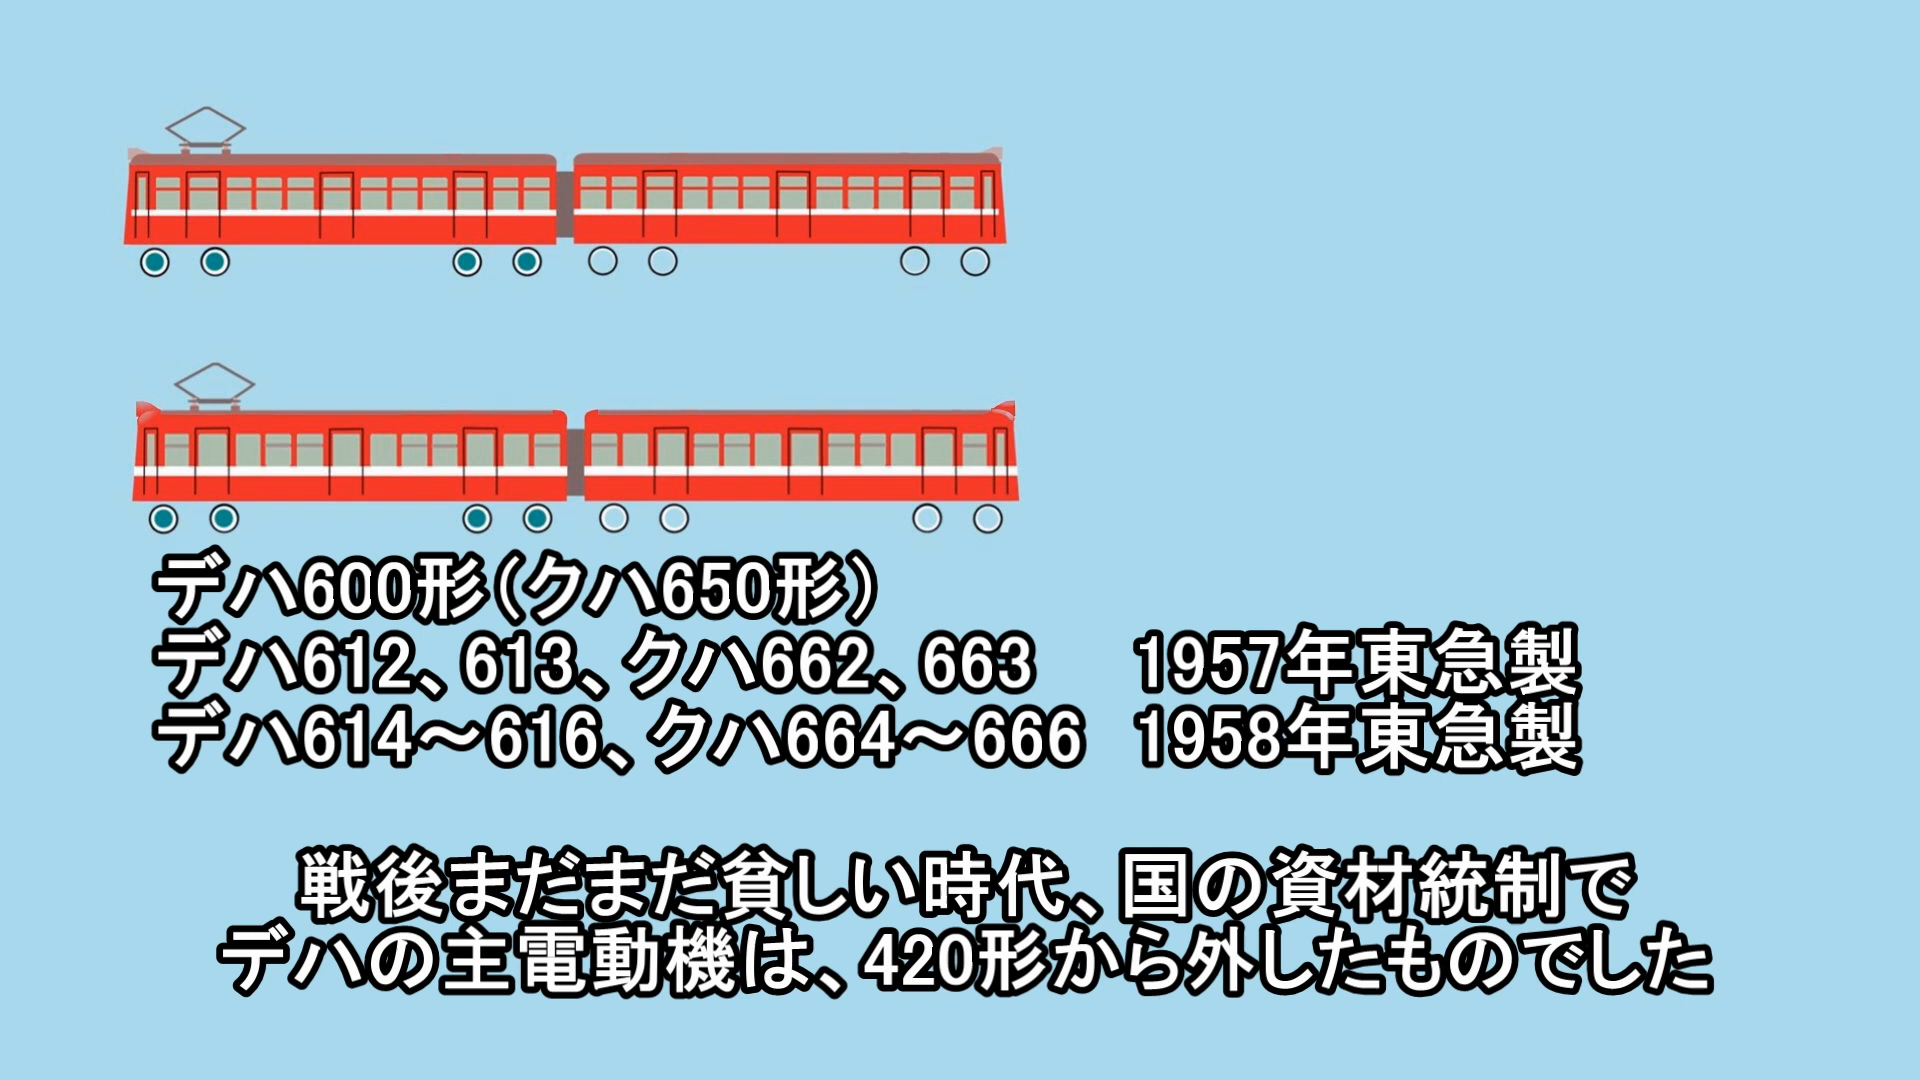 デハ600形（クハ650形）
デハ612、613、クハ662、663　1957年東急製
デハ614～616、クハ664～666　1958年東急製
戦後まだまだ貧しい時代、国の資材統制で
デハの主電動機は、420形から外したものでした